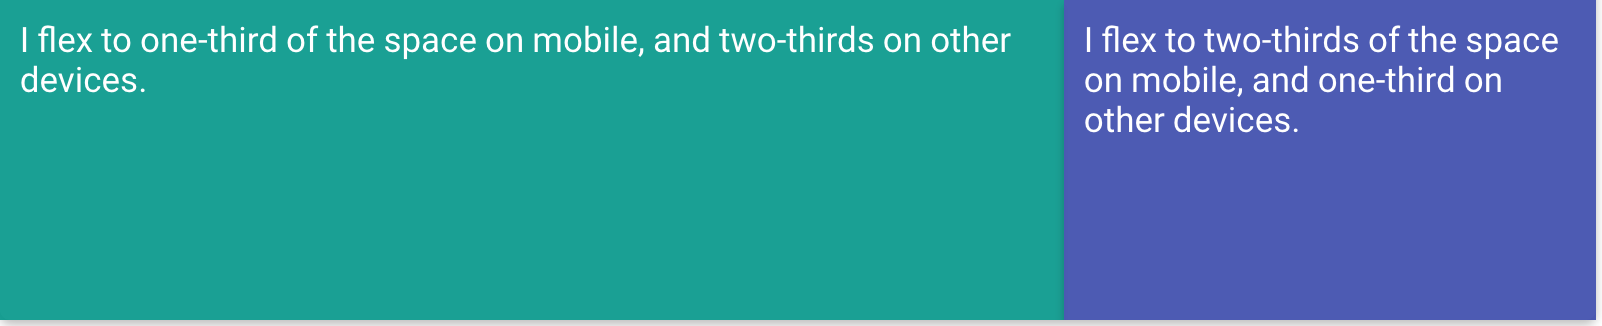 I flex to one-third of the space on mobile, and two-thirds on other
devices.
I flex to two-thirds of the space
on mobile, and one-third on
other devices.